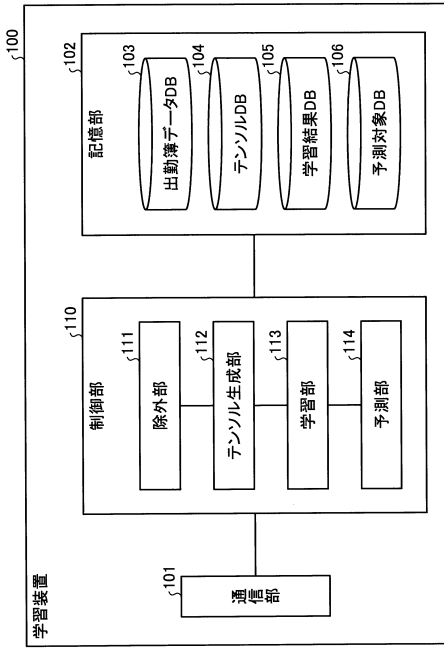 100
学習装置
101
通信部
110
制御部
111
除外部
112
テンソル生成部
113
学習部
114
予測部
102
記憶部
103
出勤簿データDB
104
テンソルDB
105
学習結果DB
106
予測対象DB